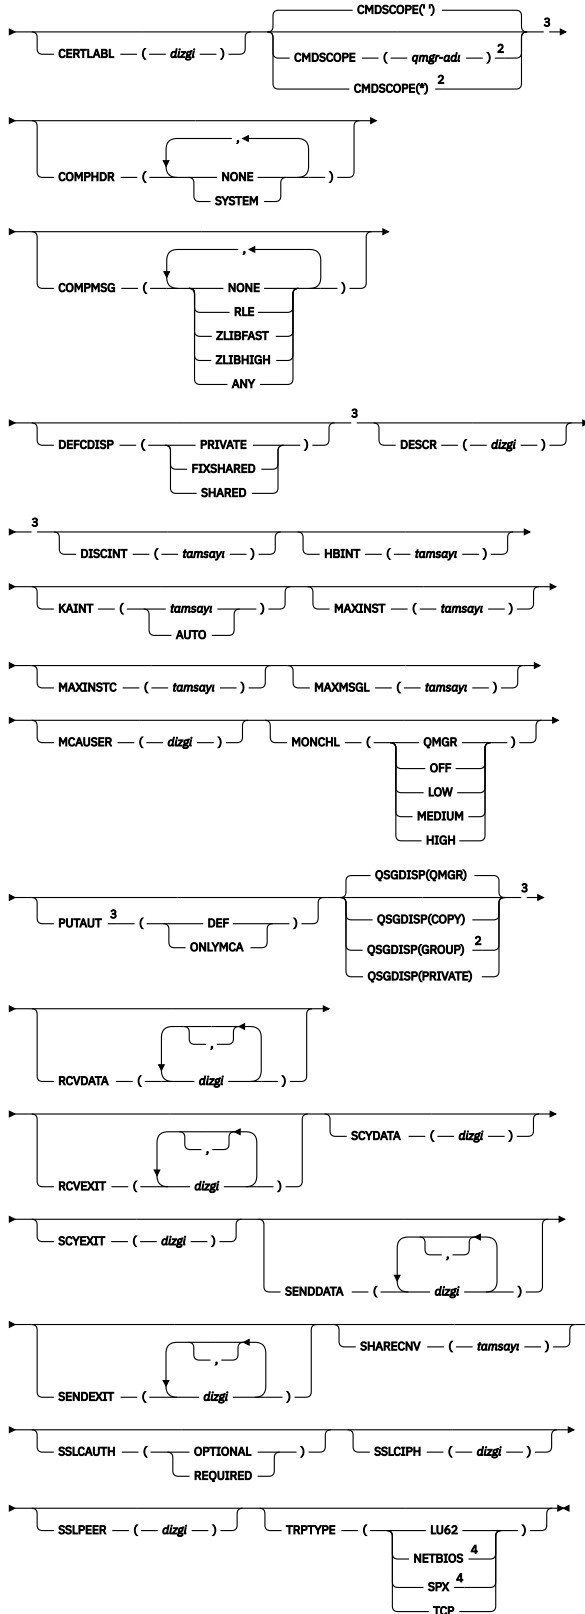 CMDSCOPE(' ')
CERTLABL ( dizgi ) CMDSCOPE ( qmgr-adı ) 2 3
CMDSCOPE(*) 2
,
COMPHDR ( NONE )
SYSTEM
,
COMPMSG ( NONE )
RLE
ZLIBFAST
ZLIBHIGH
ANY
DEFCDISP ( PRIVATE ) 3 DESCR ( dizgi )
FIXSHARED
SHARED
3 DISCINT ( tamsayı ) HBINT ( tamsayı )
KAINT ( tamsayı ) MAXINST ( tamsayı )
AUTO
MAXINSTC ( tamsayı ) MAXMSGL ( tamsayı )
MCAUSER ( dizgi ) MONCHL ( QMGR )
OFF
LOW
MEDIUM
HIGH
QSGDISP(QMGR)
PUTAUT 3 ( DEF ) QSGDISP(COPY) 3
ONLYMCA QSGDISP(GROUP) 2
QSGDISP(PRIVATE)
,
RCVDATA ( dizgi )
,
RCVEXIT ( dizgi ) SCYDATA ( dizgi )
SCYEXIT ( dizgi ) ,
SENDDATA ( dizgi )
,
SENDEXIT ( dizgi ) SHARECNV ( tamsayı )
SSLCAUTH ( OPTIONAL ) SSLCIPH ( dizgi )
REQUIRED
SSLPEER ( dizgi ) TRPTYPE ( LU62 )
NETBIOS 4
SPX 4
TCP